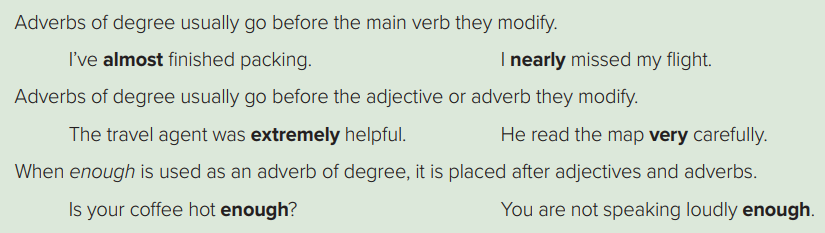 Adverbs of degree usually go before the main verb they modify.
I've almost finished packing. I nearly missed my flight.
Adverbs of degree usually go before the adjective or adverb they modify.
The travel agent was extremely helpful. He read the map very carefully.
When enough is used as an adverb of degree, it is placed after adjectives and adverbs.
Is your coffee hot enough? You are not speaking loudly enough.